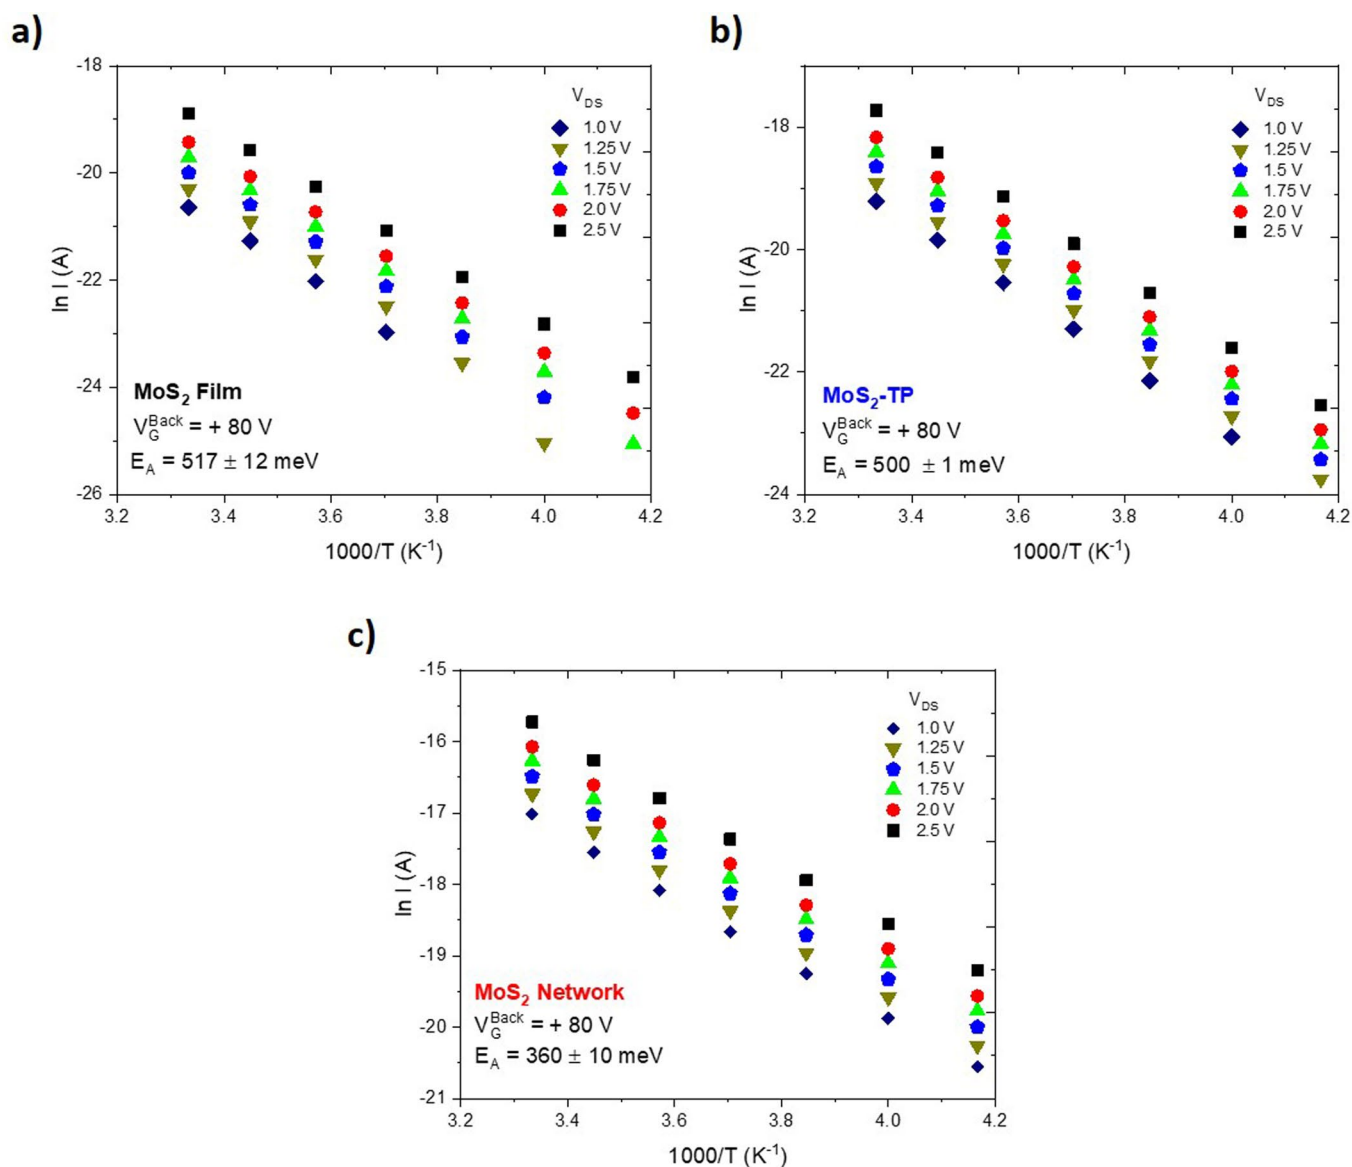 a)
-18
-20
-22
-24
-26
3.2 3.4 3.6 3.8 4.0 4.2
ln I (A)
1000/T (K⁻¹)
V_DS
1.0 V
1.25 V
1.5 V
1.75 V
2.0 V
2.5 V
MoS₂ Film
V_G^Back = + 80 V
E_A = 517 ± 12 meV
b)
-18
-20
-22
-24
3.2 3.4 3.6 3.8 4.0 4.2
ln I (A)
1000/T (K⁻¹)
V_DS
1.0 V
1.25 V
1.5 V
1.75 V
2.0 V
2.5 V
MoS₂-TP
V_G^Back = + 80 V
E_A = 500 ± 1 meV
c)
-15
-16
-17
-18
-19
-20
-21
3.2 3.4 3.6 3.8 4.0 4.2
ln I (A)
1000/T (K⁻¹)
V_DS
1.0 V
1.25 V
1.5 V
1.75 V
2.0 V
2.5 V
MoS₂ Network
V_G^Back = + 80 V
E_A = 360 ± 10 meV